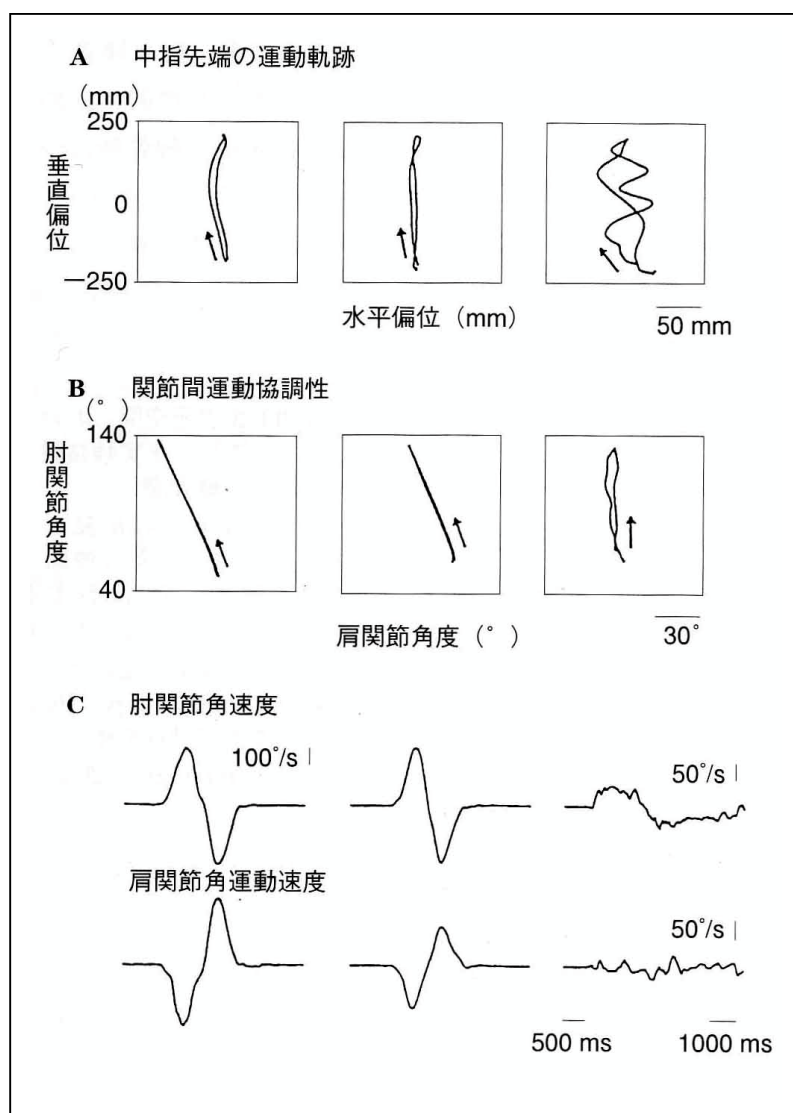 A 中指先端の運動軌跡
(mm)
250
垂直偏位
0
−250
水平偏位（mm）
50 mm
B 関節間運動協調性
(°)
140
肘関節角度
40
肩関節角度（°）
30°
C 肘関節角速度
100°/s
50°/s
肩関節角運動速度
50°/s
500 ms
1000 ms